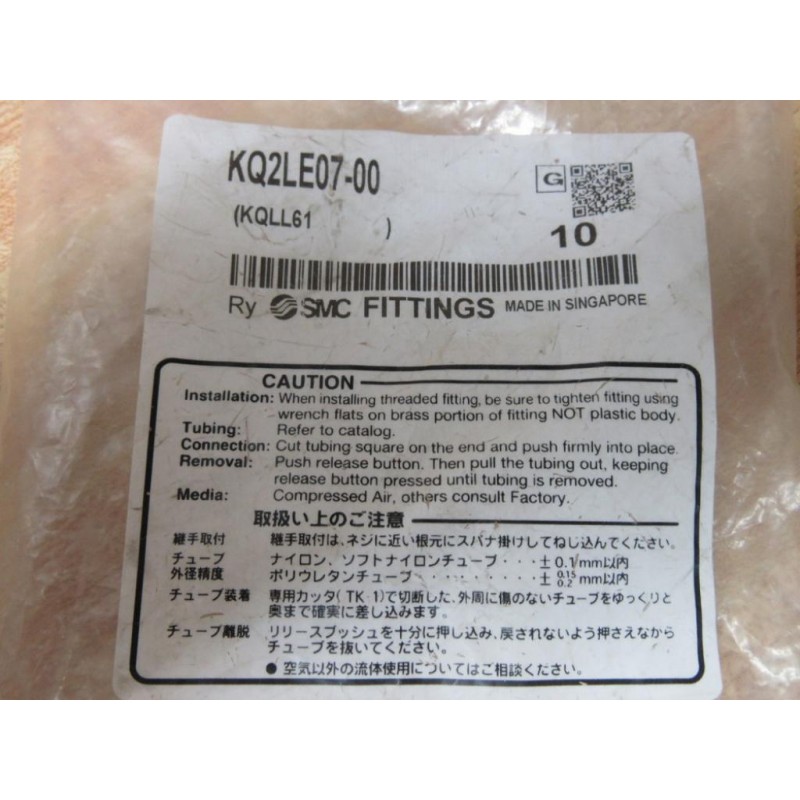 KQ2LE07-00
G
(KQLL61 )
10
Ry SMC FITTINGS MADE IN SINGAPORE
CAUTION
Installation: When installing threaded fitting, be sure to tighten fitting using
wrench flats on brass portion of fitting NOT plastic body.
Tubing: Refer to catalog.
Connection: Cut tubing square on the end and push firmly into place.
Removal: Push release button. Then pull the tubing out, keeping
release button pressed until tubing is removed.
Media: Compressed Air, others consult Factory.
取扱い上のご注意
継手取付 継手取付は、ネジに近い根元にスパナ掛けしてねじ込んでください。
チューブ ナイロン、ソフトナイロンチューブ・・・± 0.1mm以内
外径精度 ポリウレタンチューブ・・・・・・・・・± 0.15 0.2 mm以内
チューブ装着 専用カッタ(TK-1)で切断した、外周に傷のないチューブをゆっくりと
奥まで確実に差し込みます。
チューブ離脱 リリースプッシュを十分に押し込み、戻されないよう押さえながら
チューブを抜いてください。
● 空気以外の流体使用についてはご相談ください。